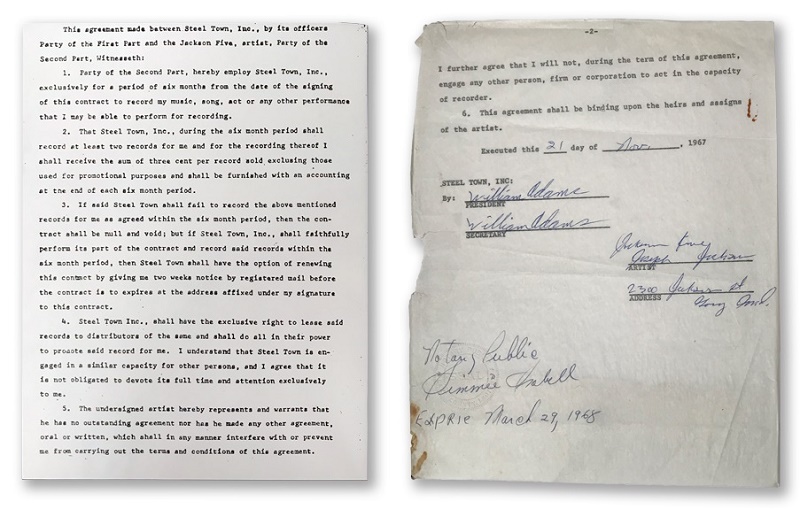 This agreement made between Steel Town, Inc., by its officers
Party of the First Part and the Jackson Five, artist, Party of the
Second Part, Witnesseth:
1. Party of the Second Part, hereby employ Steel Town, Inc.,
exclusively for a period of six months from the date of the signing
of this contract to record my music, song, act or any other performance
that I may be able to perform for recording.
2. That Steel Town, Inc., during the six month period shall
record at least two records for me and for the recording thereof I
shall receive the sum of three cent per record sold excluding those
used for promotional purposes and shall be furnished with an accounting
at the end of each six month period.
3. If said Steel Town shall fail to record the above mentioned
records for me as agreed within the six month period, then the con-
tract shall be null and void; but if Steel Town, Inc., shall faithfully
perform its part of the contract and record said records within the
six month period, then Steel Town shall have the option of renewing
this contract by giving me two weeks notice by registered mail before
the contract is to expires at the address affixed under my signature
to this contract.
4. Steel Town Inc., shall have the exclusive right to lease said
records to distributors of the same and shall do all in their power
to promote said record for me. I understand that Steel Town is en-
gaged in a similar capacity for other persons, and I agree that it
is not obligated to devote its full time and attention exclusively
to me.
5. The undersigned artist hereby represents and warrants that
he has no outstanding agreement nor has he made any other agreement,
oral or written, which shall in any manner interfere with or prevent
me from carrying out the terms and conditions of this agreement.
-2-
I further agree that I will not, during the term of this agreement,
engage any other person, firm or corporation to act in the capacity
of recorder.
6. This agreement shall be binding upon the heirs and assigns
of the artist.
Executed this 21 day of Nov. , 1967
STEEL TOWN, INC:
By: William Adams
PRESIDENT
William Adams
SECRETARY
Jackson Five
Joseph Jackson
ARTIST
2300 Jackson St
ADDRESS
Gary Ind.
Notary Public
Exprie March 29, 1968